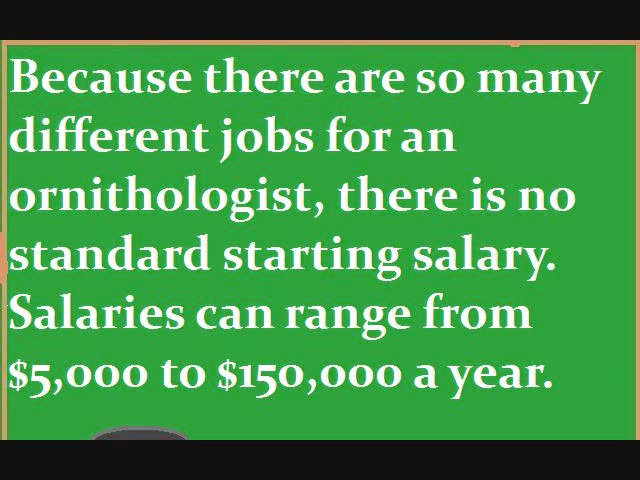 Because there are so many
different jobs for an
ornithologist, there is no
standard starting salary.
Salaries can range from
$5,000 to $150,000 a year.